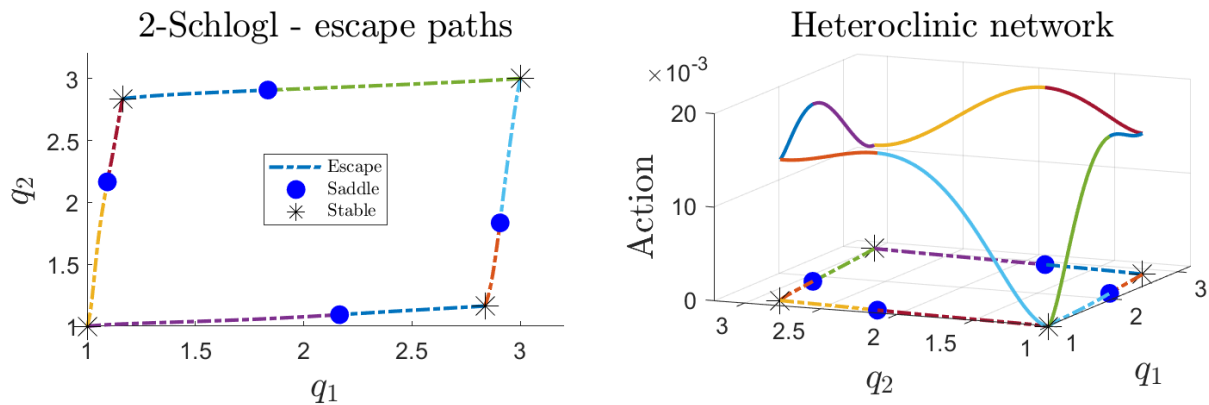 2-Schlogl - escape paths
3
2.5
2
1.5
1
q2
Escape
Saddle
Stable
1
1.5
2
2.5
3
q1
Heteroclinic network
×10-3
20
10
0
Action
3
2.5
2
1.5
1
q2
1
2
3
q1